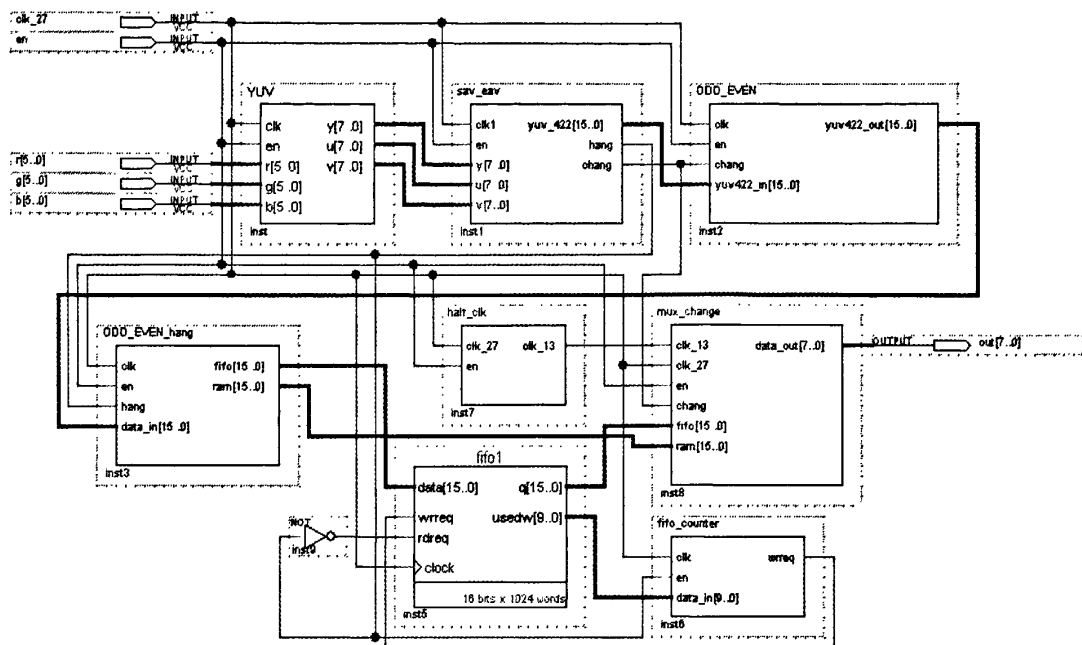 clk_27 INPUT VCC
en INPUT VCC
YUV
clk y[7 .0]
en u[7 .0]
r[5 0] v[7 .0]
g[5 .0]
b[5 .0]
inst
r[5..0] INPUT VCC
g[5..0] INPUT VCC
b[5..0] INPUT VCC
sav_eav
clk1 yuv_422[15..0]
en hang
y[7 .0] chang
u[7 .0]
v[7..0]
inst1
ODD_EVEN
clk yuv422_out[15..0]
en
chang
yuv422_in[15..0]
inst2
ODD_EVEN_hang
clk fifo[15 .0]
en ram[15..0]
hang
data_in[15 .0]
inst3
half_clk
clk_27 clk_13
en
inst7
mux_change
clk_13 data_out[7..0]
clk_27
en
chang
fifo[15..0]
ram[15..0]
inst8
OUTPUT out[7..0]
fifo1
data[15..0] q[15..0]
wrreq usedw[9..0]
rdreq
clock
16 bits x 1024 words
inst5
NOT
inst9
fifo_counter
clk wrreq
en
data_in[9..0]
inst6